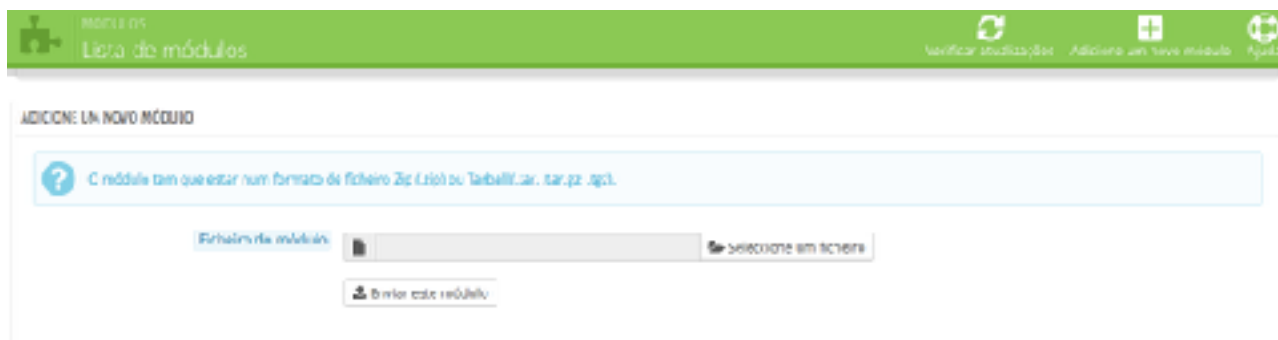 MÓDULOS
Lista de módulos
Verificar atualizações
Adicione um novo módulo
Ajuda
ADICIONE UM NOVO MÓDULO
O módulo tem que estar num formato de ficheiro Zip (.zip) ou Tarball(.tar, .tar.gz, .tgz).
Ficheiro de módulo
Seleccione um ficheiro
Enviar este módulo